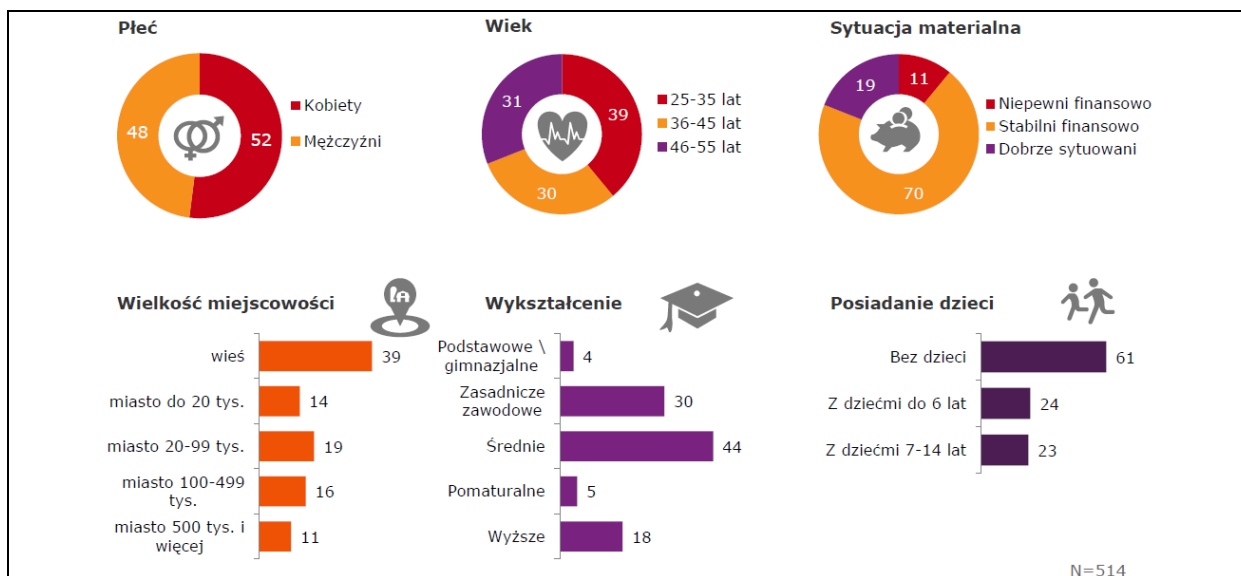 Płeć
48
52
Kobiety
Mężczyźni
Wiek
31
39
30
25-35 lat
36-45 lat
46-55 lat
Sytuacja materialna
19
11
70
Niepewni finansowo
Stabilni finansowo
Dobrze sytuowani
Wielkość miejscowości
wieś
39
miasto do 20 tys.
14
miasto 20-99 tys.
19
miasto 100-499
tys.
16
miasto 500 tys. i
więcej
11
Wykształcenie
Podstawowe \
gimnazjalne
4
Zasadnicze
zawodowe
30
Średnie
44
Pomaturalne
5
Wyższe
18
Posiadanie dzieci
Bez dzieci
61
Z dziećmi do 6 lat
24
Z dziećmi 7-14 lat
23
N=514